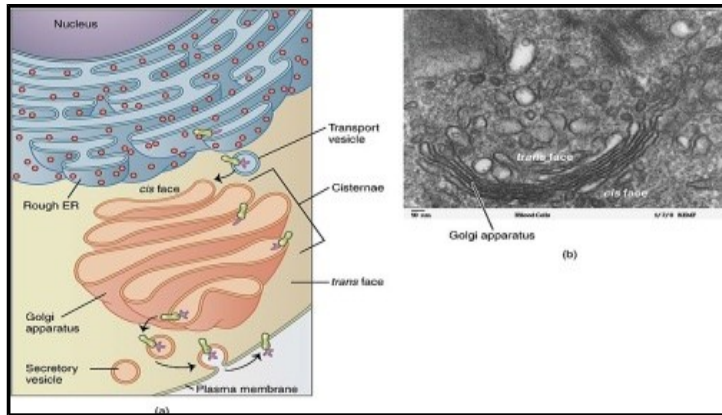 Nucleus
Transport
vesicle
cis face
Cisternae
Rough ER
trans face
Golgi
apparatus
Secretory
vesicle
Plasma membrane
(a)
trans face
cis face
Golgi apparatus
(b)